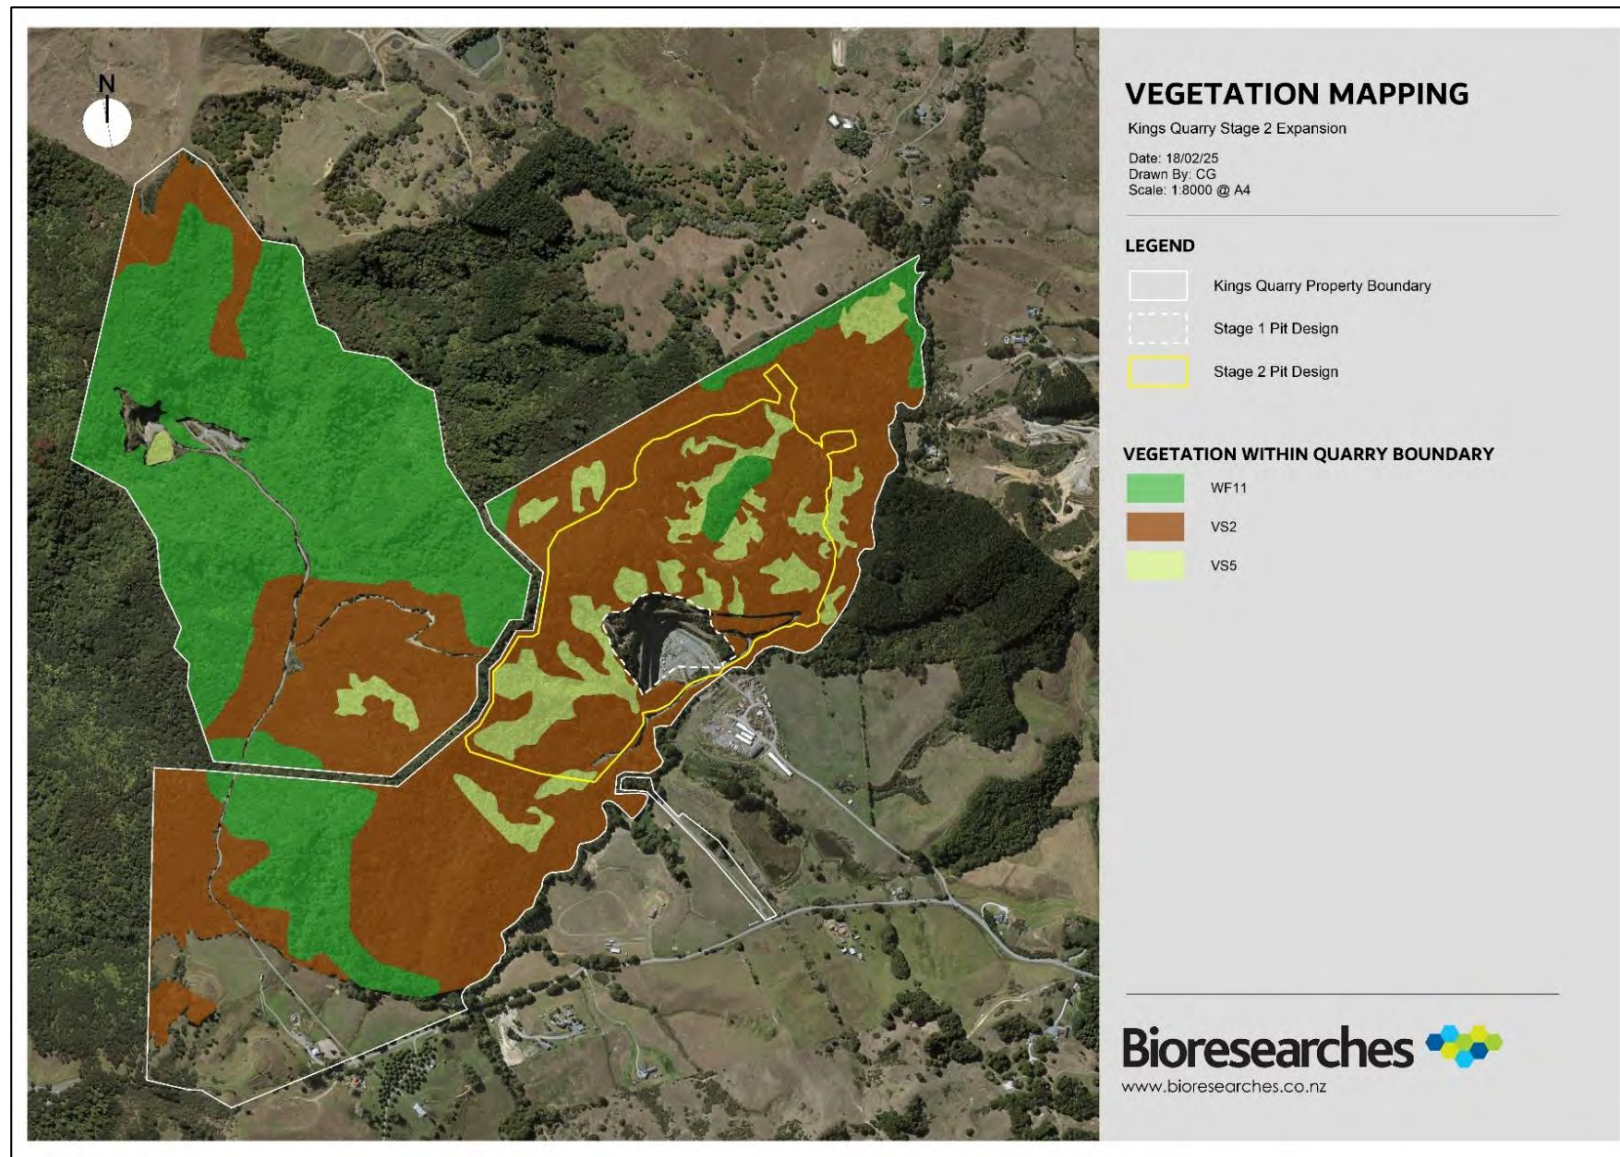 N
VEGETATION MAPPING
Kings Quarry Stage 2 Expansion
Date: 18/02/25
Drawn By: CG
Scale: 1:8000 @ A4
LEGEND
Kings Quarry Property Boundary
Stage 1 Pit Design
Stage 2 Pit Design
VEGETATION WITHIN QUARRY BOUNDARY
WF11
VS2
VS5
Bioresearches
www.bioresearches.co.nz